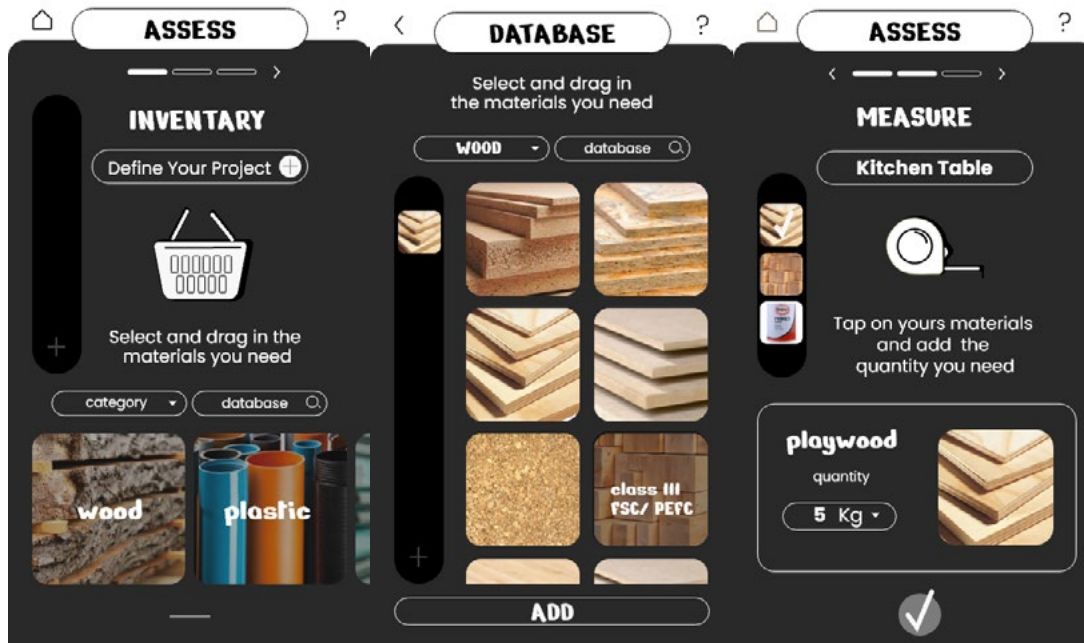 ASSESS
?
INVENTORY
Define Your Project
Select and drag in the
materials you need
category
database
wood
plastic
DATABASE
?
Select and drag in
the materials you need
WOOD
database
class III
FSC/ PEFC
ADD
ASSESS
?
MEASURE
Kitchen Table
Tap on yours materials
and add the
quantity you need
playwood
quantity
5 Kg